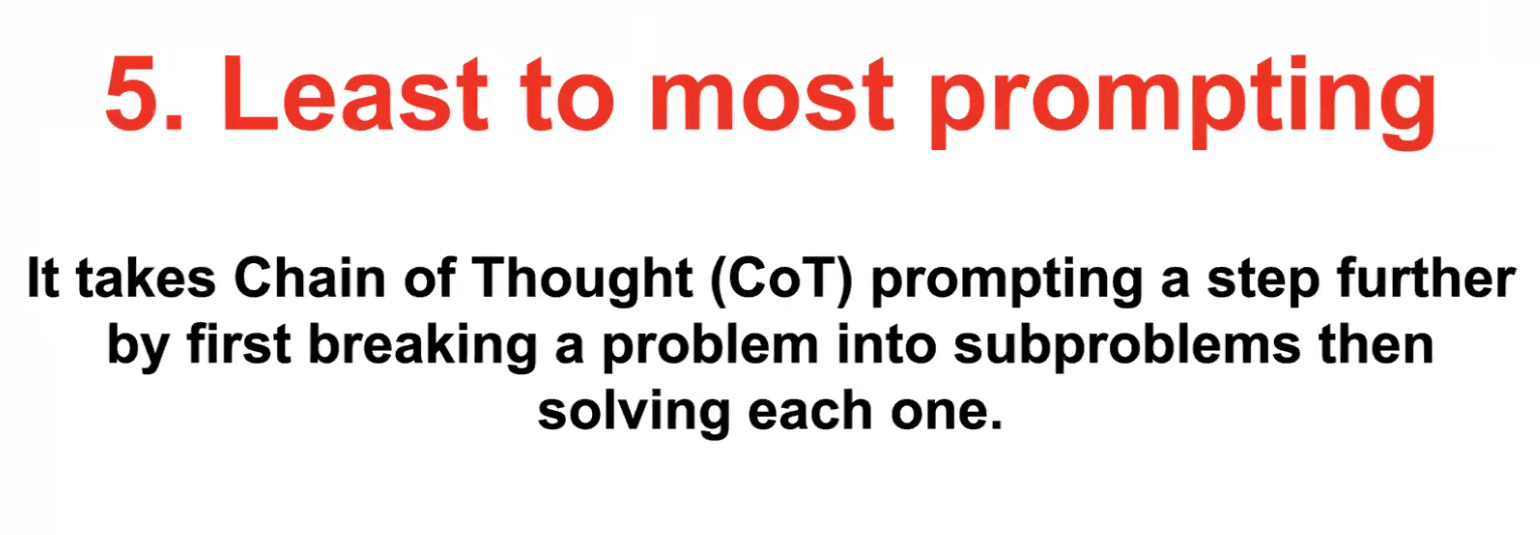 5. Least to most prompting
It takes Chain of Thought (CoT) prompting a step further
by first breaking a problem into subproblems then
solving each one.